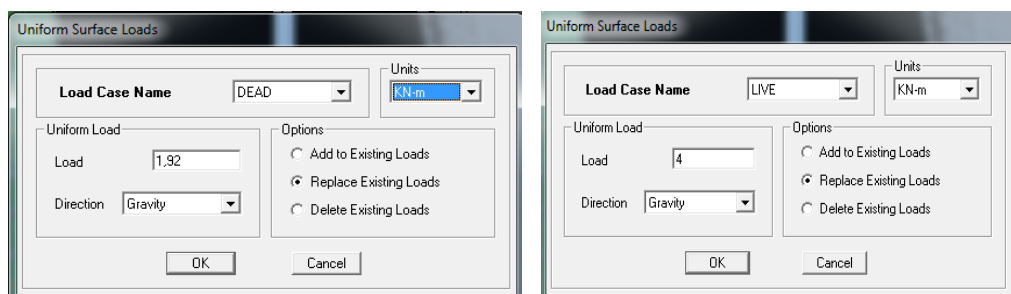 Uniform Surface Loads
Units
Load Case Name DEAD KN-m
Uniform Load
Options
Load 1,92
Add to Existing Loads
Replace Existing Loads
Direction Gravity
Delete Existing Loads
OK Cancel
Uniform Surface Loads
Units
Load Case Name LIVE KN-m
Uniform Load
Options
Load 4
Add to Existing Loads
Replace Existing Loads
Direction Gravity
Delete Existing Loads
OK Cancel